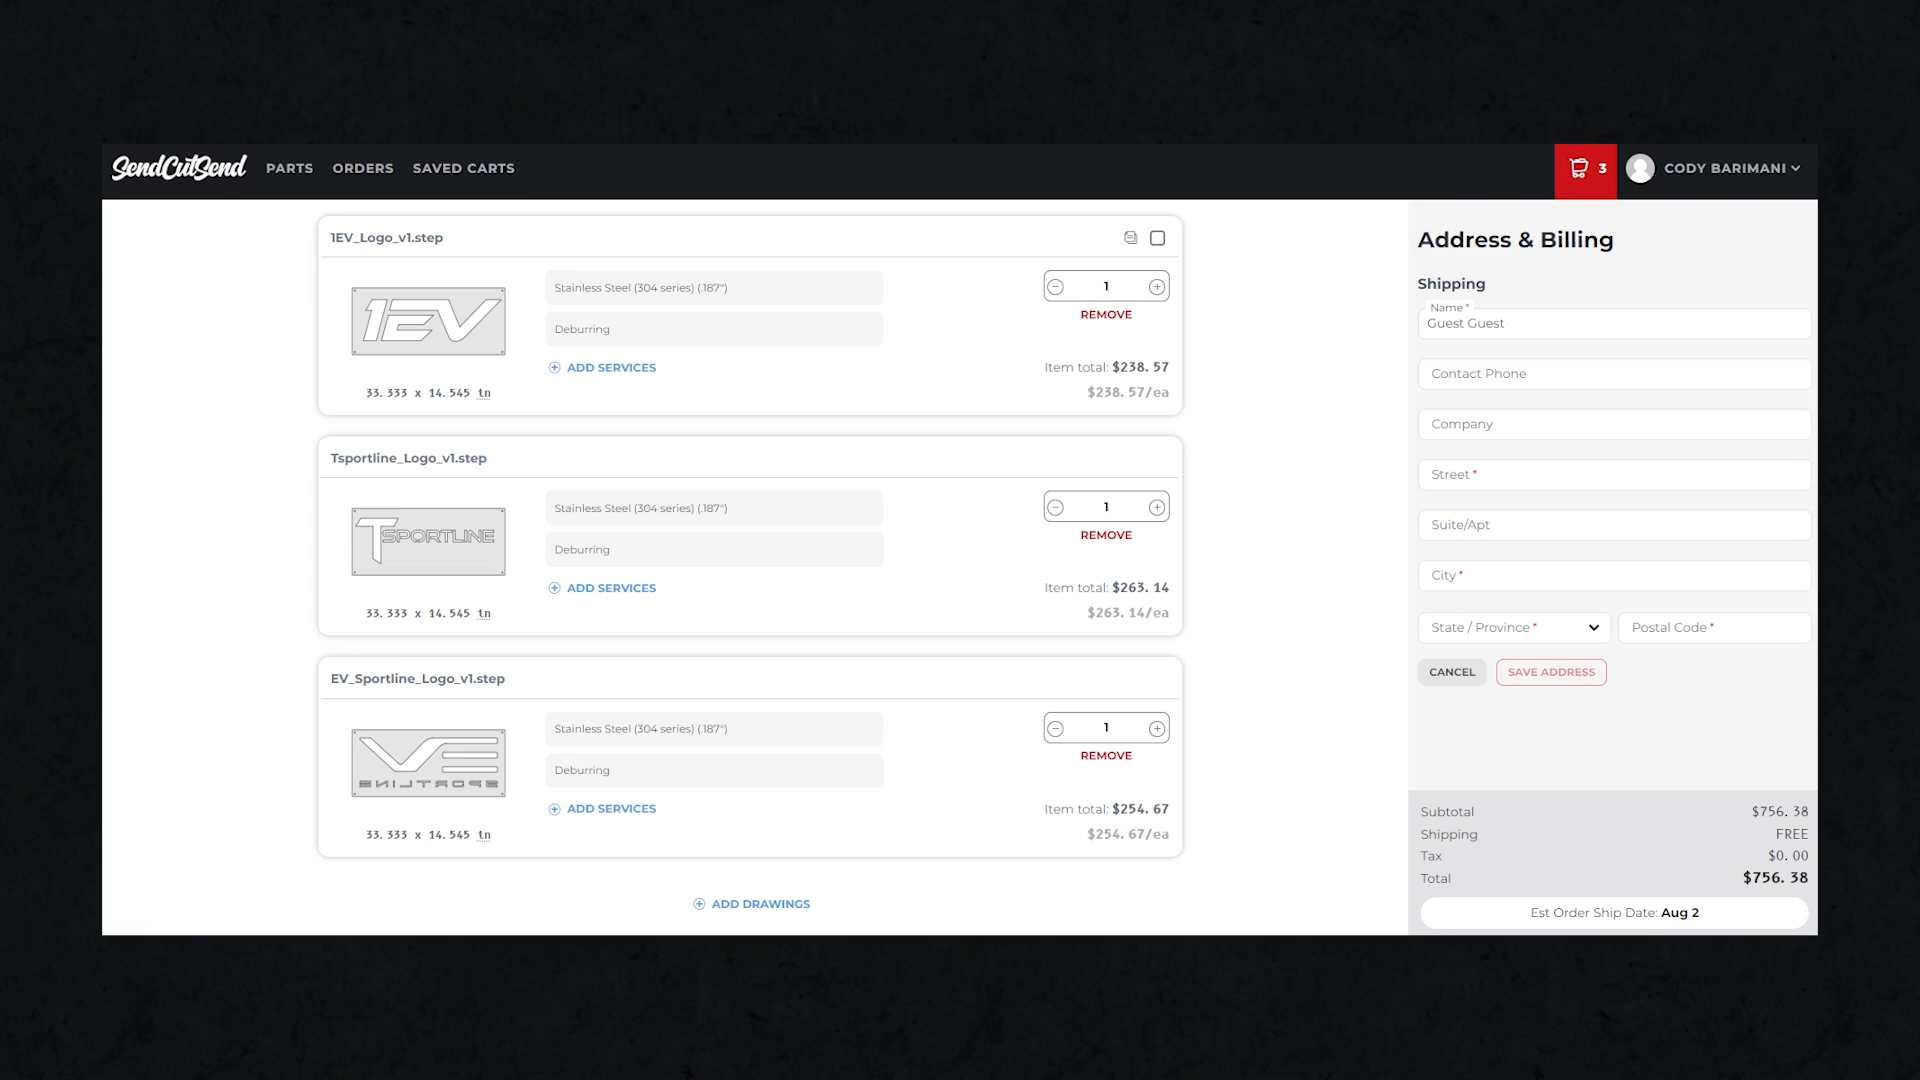 SendCutSend PARTS ORDERS SAVED CARTS 3 CODY BARIMANI
1EV_Logo_v1.step
1EV
33.333 x 14.545 in
Stainless Steel (304 series) (.187")
Deburring
ADD SERVICES
1
REMOVE
Item total: $238.57
$238.57/ea
Tsportline_Logo_v1.step
TSPORTLINE
33.333 x 14.545 in
Stainless Steel (304 series) (.187")
Deburring
ADD SERVICES
1
REMOVE
Item total: $263.14
$263.14/ea
EV_Sportline_Logo_v1.step
EV
SPORTLINE
33.333 x 14.545 in
Stainless Steel (304 series) (.187")
Deburring
ADD SERVICES
1
REMOVE
Item total: $254.67
$254.67/ea
ADD DRAWINGS
Address & Billing
Shipping
Name *
Guest Guest
Contact Phone
Company
Street *
Suite/Apt
City *
State / Province * Postal Code *
CANCEL SAVE ADDRESS
Subtotal $756.38
Shipping FREE
Tax $0.00
Total $756.38
Est Order Ship Date: Aug 2